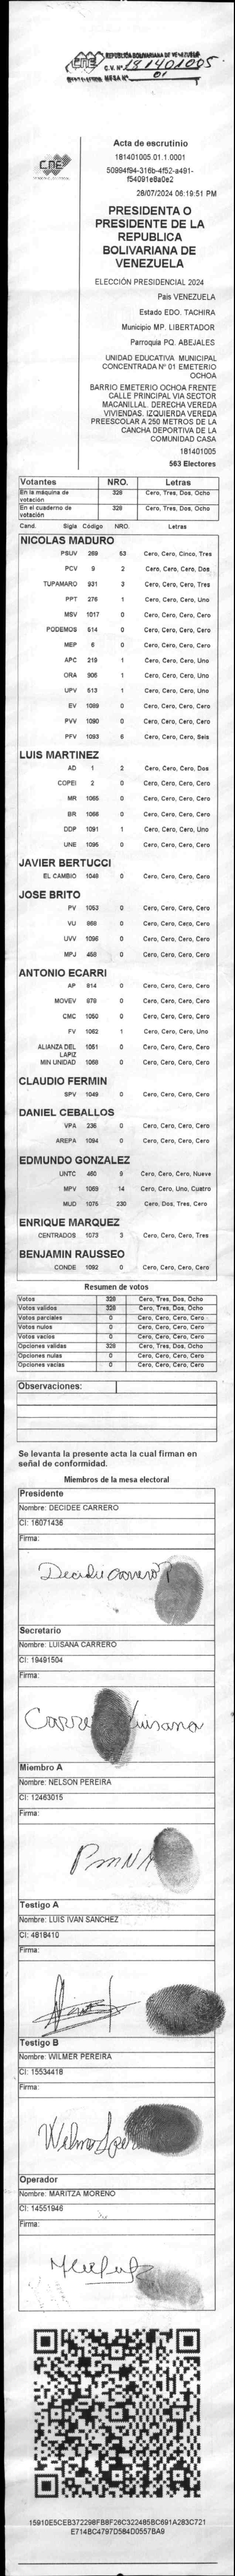 CNE REPÚBLICA BOLIVARIANA DE VENEZUELA
C.V. Nº 181401005
MESA Nº 01
CNE
Acta de escrutinio
181401005.01.1.0001
50994f94-316b-4f52-a491-
f54091e8a0e2
28/07/2024 06:19:51 PM
PRESIDENTA O
PRESIDENTE DE LA
REPUBLICA
BOLIVARIANA DE
VENEZUELA
ELECCIÓN PRESIDENCIAL 2024
Pais VENEZUELA
Estado EDO. TACHIRA
Municipio MP. LIBERTADOR
Parroquia PQ. ABEJALES
UNIDAD EDUCATIVA MUNICIPAL
CONCENTRADA Nº 01 EMETERIO
OCHOA
BARRIO EMETERIO OCHOA FRENTE
CALLE PRINCIPAL VIA SECTOR
MACANILLAL. DERECHA VEREDA
VIVIENDAS. IZQUIERDA VEREDA
PREESCOLAR A 250 METROS DE LA
CANCHA DEPORTIVA DE LA
COMUNIDAD CASA
181401005
563 Electores
Votantes NRO. Letras
En la máquina de votación 328 Cero, Tres, Dos, Ocho
En el cuaderno de votación 328 Cero, Tres, Dos, Ocho
Cand. Sigla Código NRO. Letras
NICOLAS MADURO
PSUV 269 53 Cero, Cero, Cinco, Tres
PCV 9 2 Cero, Cero, Cero, Dos
TUPAMARO 931 3 Cero, Cero, Cero, Tres
PPT 276 1 Cero, Cero, Cero, Uno
MSV 1017 0 Cero, Cero, Cero, Cero
PODEMOS 514 0 Cero, Cero, Cero, Cero
MEP 6 0 Cero, Cero, Cero, Cero
APC 219 1 Cero, Cero, Cero, Uno
ORA 906 1 Cero, Cero, Cero, Uno
UPV 513 1 Cero, Cero, Cero, Uno
EV 1089 0 Cero, Cero, Cero, Cero
PVV 1090 0 Cero, Cero, Cero, Cero
PFV 1093 6 Cero, Cero, Cero, Seis
LUIS MARTINEZ
AD 1 2 Cero, Cero, Cero, Dos
COPEI 2 0 Cero, Cero, Cero, Cero
MR 1065 0 Cero, Cero, Cero, Cero
BR 1066 0 Cero, Cero, Cero, Cero
DDP 1091 1 Cero, Cero, Cero, Uno
UNE 1095 0 Cero, Cero, Cero, Cero
JAVIER BERTUCCI
EL CAMBIO 1048 0 Cero, Cero, Cero, Cero
JOSE BRITO
PV 1053 0 Cero, Cero, Cero, Cero
VU 868 0 Cero, Cero, Cero, Cero
UVV 1096 0 Cero, Cero, Cero, Cero
MPJ 458 0 Cero, Cero, Cero, Cero
ANTONIO ECARRI
AP 814 0 Cero, Cero, Cero, Cero
MOVEV 878 0 Cero, Cero, Cero, Cero
CMC 1050 0 Cero, Cero, Cero, Cero
FV 1062 1 Cero, Cero, Cero, Uno
ALIANZA DEL LAPIZ 1051 0 Cero, Cero, Cero, Cero
MIN UNIDAD 1068 0 Cero, Cero, Cero, Cero
CLAUDIO FERMIN
SPV 1049 0 Cero, Cero, Cero, Cero
DANIEL CEBALLOS
VPA 236 0 Cero, Cero, Cero, Cero
AREPA 1094 0 Cero, Cero, Cero, Cero
EDMUNDO GONZALEZ
UNTC 460 9 Cero, Cero, Cero, Nueve
MPV 1069 14 Cero, Cero, Uno, Cuatro
MUD 1075 230 Cero, Dos, Tres, Cero
ENRIQUE MARQUEZ
CENTRADOS 1073 3 Cero, Cero, Cero, Tres
BENJAMIN RAUSSEO
CONDE 1092 0 Cero, Cero, Cero, Cero
Resumen de votos
Votos 328 Cero, Tres, Dos, Ocho
Votos validos 328 Cero, Tres, Dos, Ocho
Votos parciales 0 Cero, Cero, Cero, Cero
Votos nulos 0 Cero, Cero, Cero, Cero
Votos vacios 0 Cero, Cero, Cero, Cero
Opciones validas 328 Cero, Tres, Dos, Ocho
Opciones nulas 0 Cero, Cero, Cero, Cero
Opciones vacias 0 Cero, Cero, Cero, Cero
Observaciones:
Se levanta la presente acta la cual firman en
señal de conformidad.
Miembros de la mesa electoral
Presidente
Nombre: DECIDEE CARRERO
CI: 16071436
Firma:
Decidee Carrero
Secretario
Nombre: LUISANA CARRERO
CI: 19491504
Firma:
Luisana
Miembro A
Nombre: NELSON PEREIRA
CI: 12463015
Firma:
Testigo A
Nombre: LUIS IVAN SANCHEZ
CI: 4818410
Firma:
Testigo B
Nombre: WILMER PEREIRA
CI: 15534418
Firma:
Operador
Nombre: MARITZA MORENO
CI: 14551946
Firma:
15910E5CEB372298FB8F26C322485BC691A283C721
E714BC4797D584D0557BA9